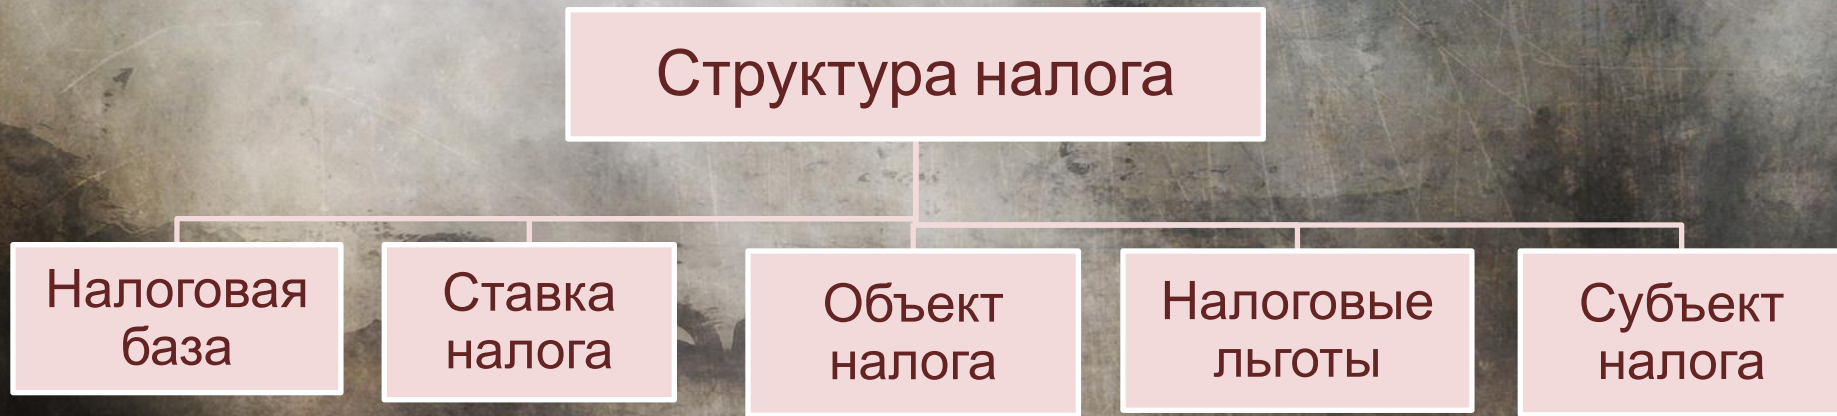 Структура налога
Налоговая
база
Ставка
налога
Объект
налога
Налоговые
льготы
Субъект
налога